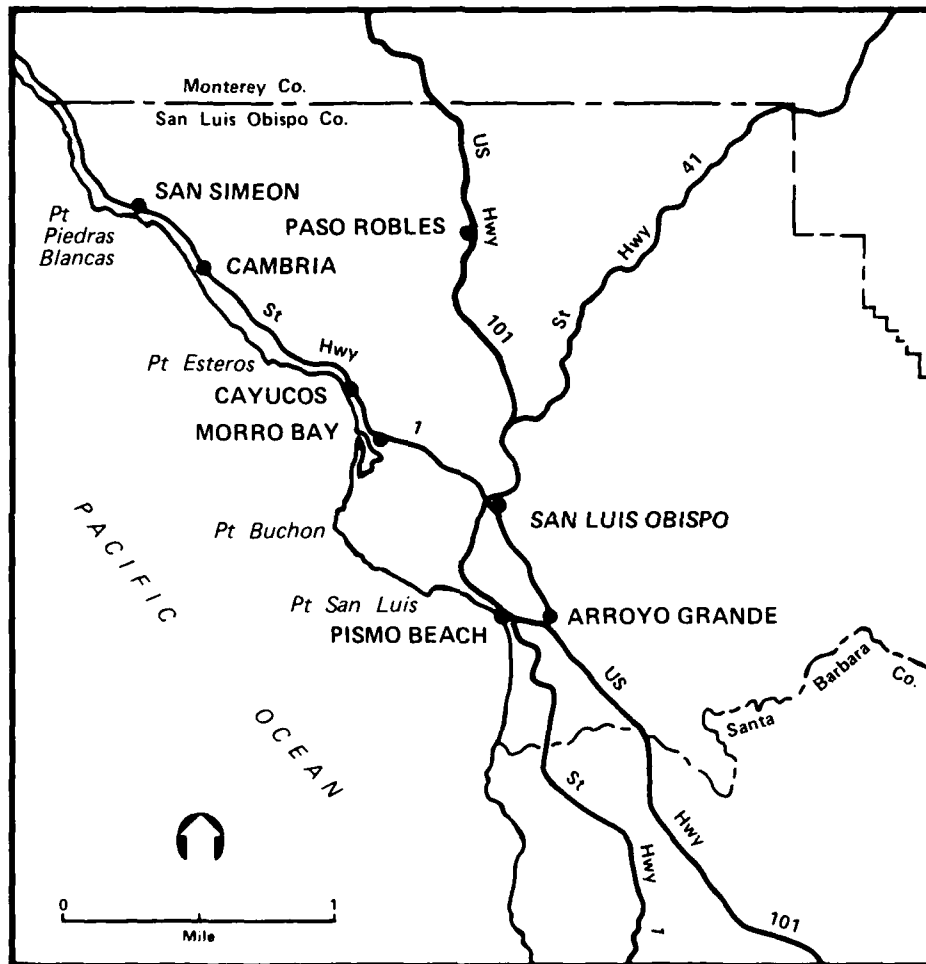 Monterey Co.
San Luis Obispo Co.
US
Hwy
101
41
Hwy
St
SAN SIMEON
Pt
Piedras
Blancas
PASO ROBLES
CAMBRIA
St
Hwy
1
Pt Esteros
CAYUCOS
MORRO BAY
SAN LUIS OBISPO
Pt Buchon
PACIFIC
OCEAN
Pt San Luis
PISMO BEACH
ARROYO GRANDE
US
Hwy
101
Santa Barbara Co.
St
Hwy
1
0 1
Mile